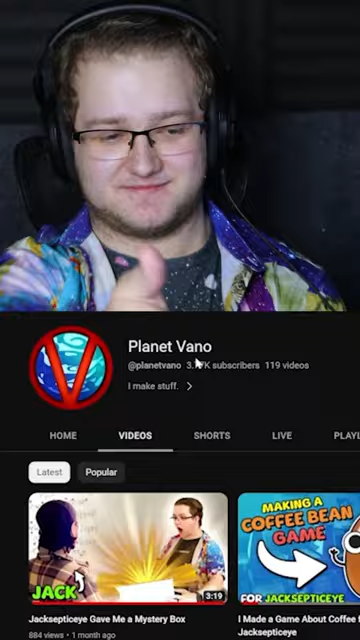 Planet Vano
@planetvano subscribers 119 videos
I make stuff.
HOME VIDEOS SHORTS LIVE
Latest Popular
JACK
3:19
MAKING A
COFFEE BEAN
GAME
FOR JACKSEPTICEYE
Jacksepticeye Gave Me a Mystery Box
884 views • 1 month ago
I Made a Game About Coffee
Jacksepticeye